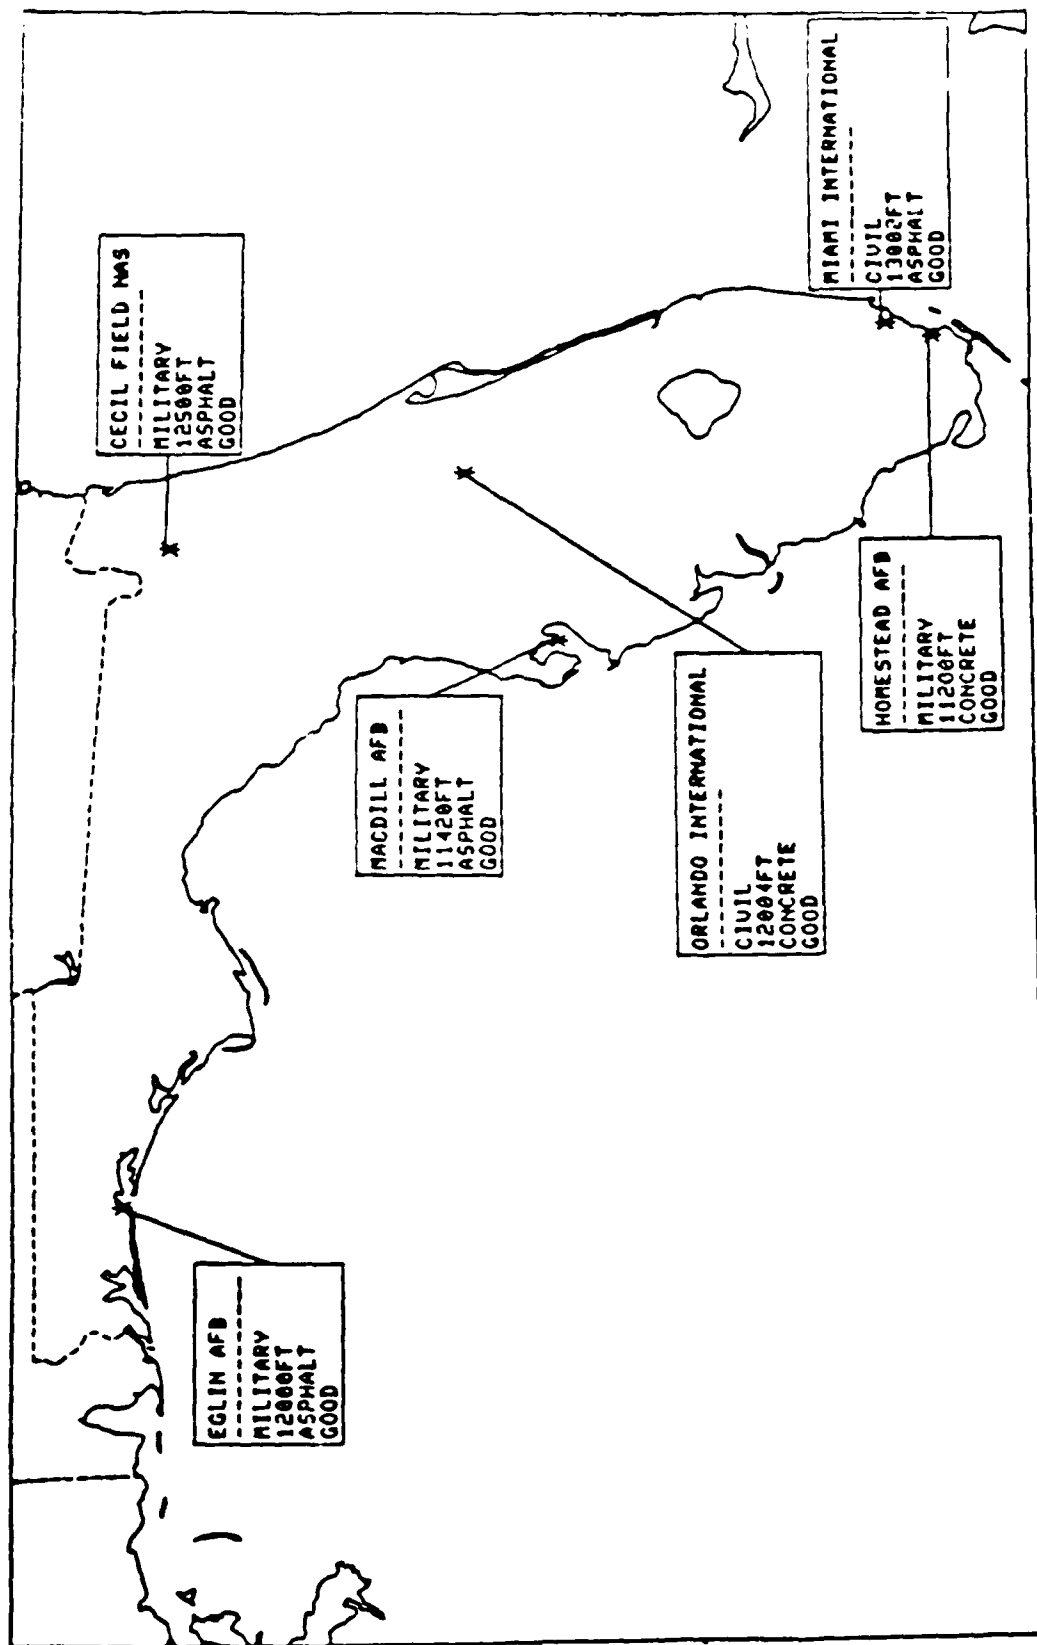 CECIL FIELD NAS
---------------
MILITARY
12500FT
ASPHALT
GOOD
MIAMI INTERNATIONAL
---------------
CIVIL
13002FT
ASPHALT
GOOD
MACDILL AFB
---------------
MILITARY
11420FT
ASPHALT
GOOD
ORLANDO INTERNATIONAL
---------------
CIVIL
12004FT
CONCRETE
GOOD
HOMESTEAD AFB
---------------
MILITARY
11200FT
CONCRETE
GOOD
EGLIN AFB
---------------
MILITARY
12000FT
ASPHALT
GOOD